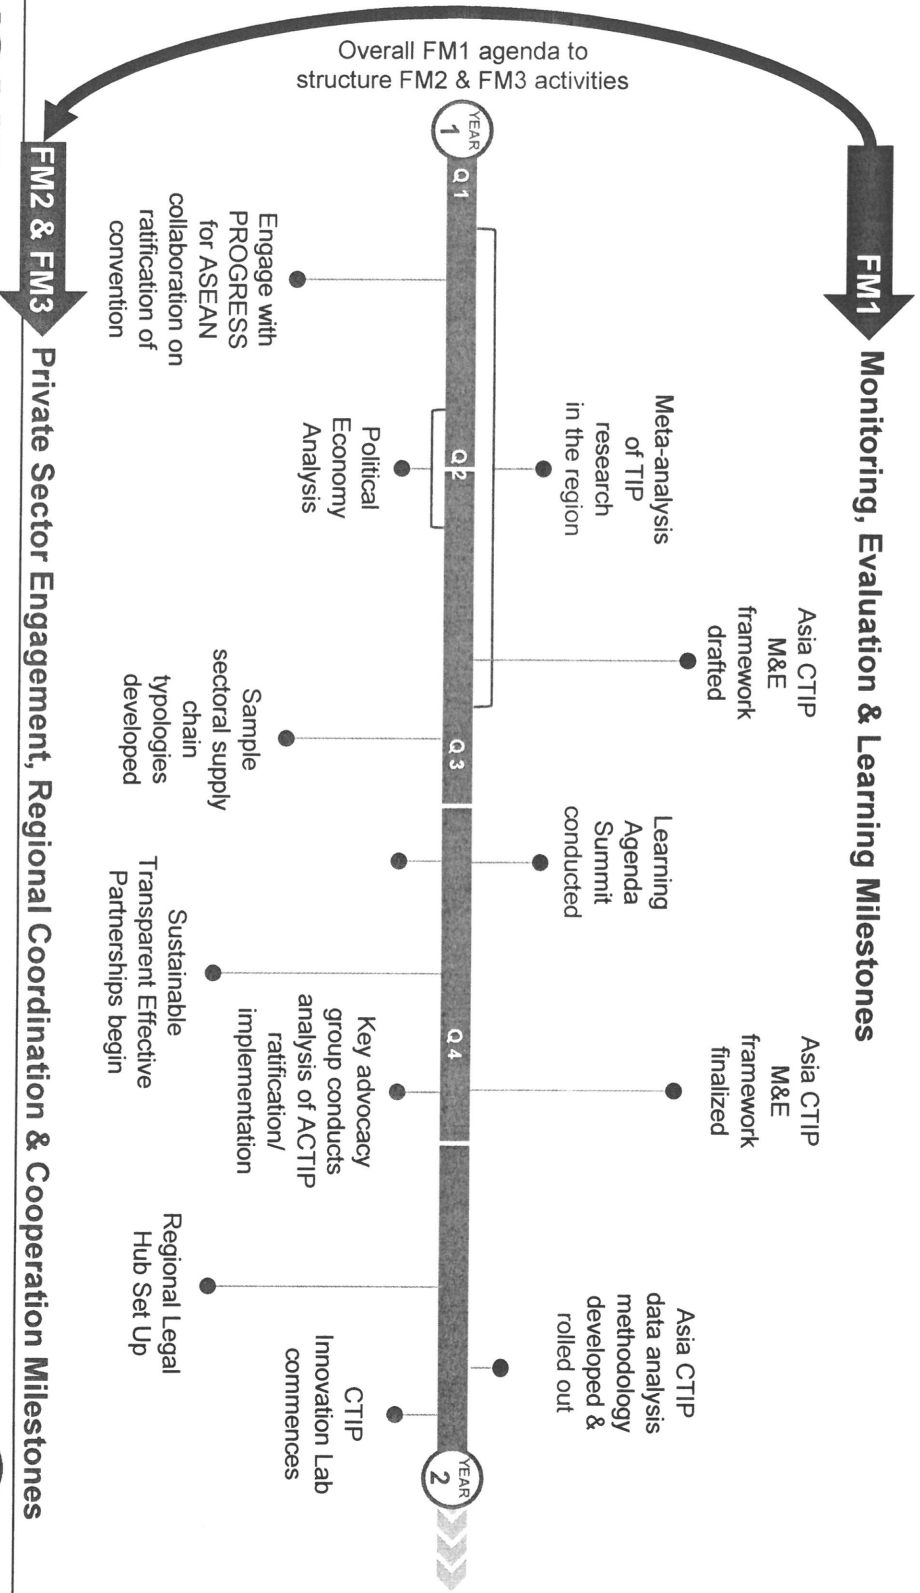 Overall FM1 agenda to
structure FM2 & FM3 activities
FM1
Monitoring, Evaluation & Learning Milestones
Meta-analysis
of TIP
research
in the region
Asia CTIP
M&E
framework
drafted
Learning
Agenda
Summit
conducted
Asia CTIP
M&E
framework
finalized
Asia CTIP
data analysis
methodology
developed &
rolled out
YEAR
1
Q1
Q2
Q3
Q4
YEAR
2
Engage with
PROGRESS
for ASEAN
collaboration on
ratification of
convention
Political
Economy
Analysis
Sample
sectoral supply
chain
typologies
developed
Sustainable
Transparent Effective
Partnerships begin
Key advocacy
group conducts
analysis of ACTIP
ratification/
implementation
Regional Legal
Hub Set Up
CTIP
Innovation Lab
commences
FM2 & FM3
Private Sector Engagement, Regional Coordination & Cooperation Milestones